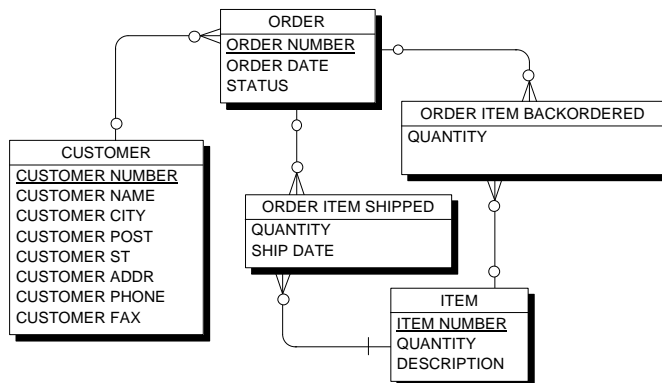 ORDER
ORDER NUMBER
ORDER DATE
STATUS
ORDER ITEM BACKORDERED
QUANTITY
CUSTOMER
CUSTOMER NUMBER
CUSTOMER NAME
CUSTOMER CITY
CUSTOMER POST
CUSTOMER ST
CUSTOMER ADDR
CUSTOMER PHONE
CUSTOMER FAX
ORDER ITEM SHIPPED
QUANTITY
SHIP DATE
ITEM
ITEM NUMBER
QUANTITY
DESCRIPTION